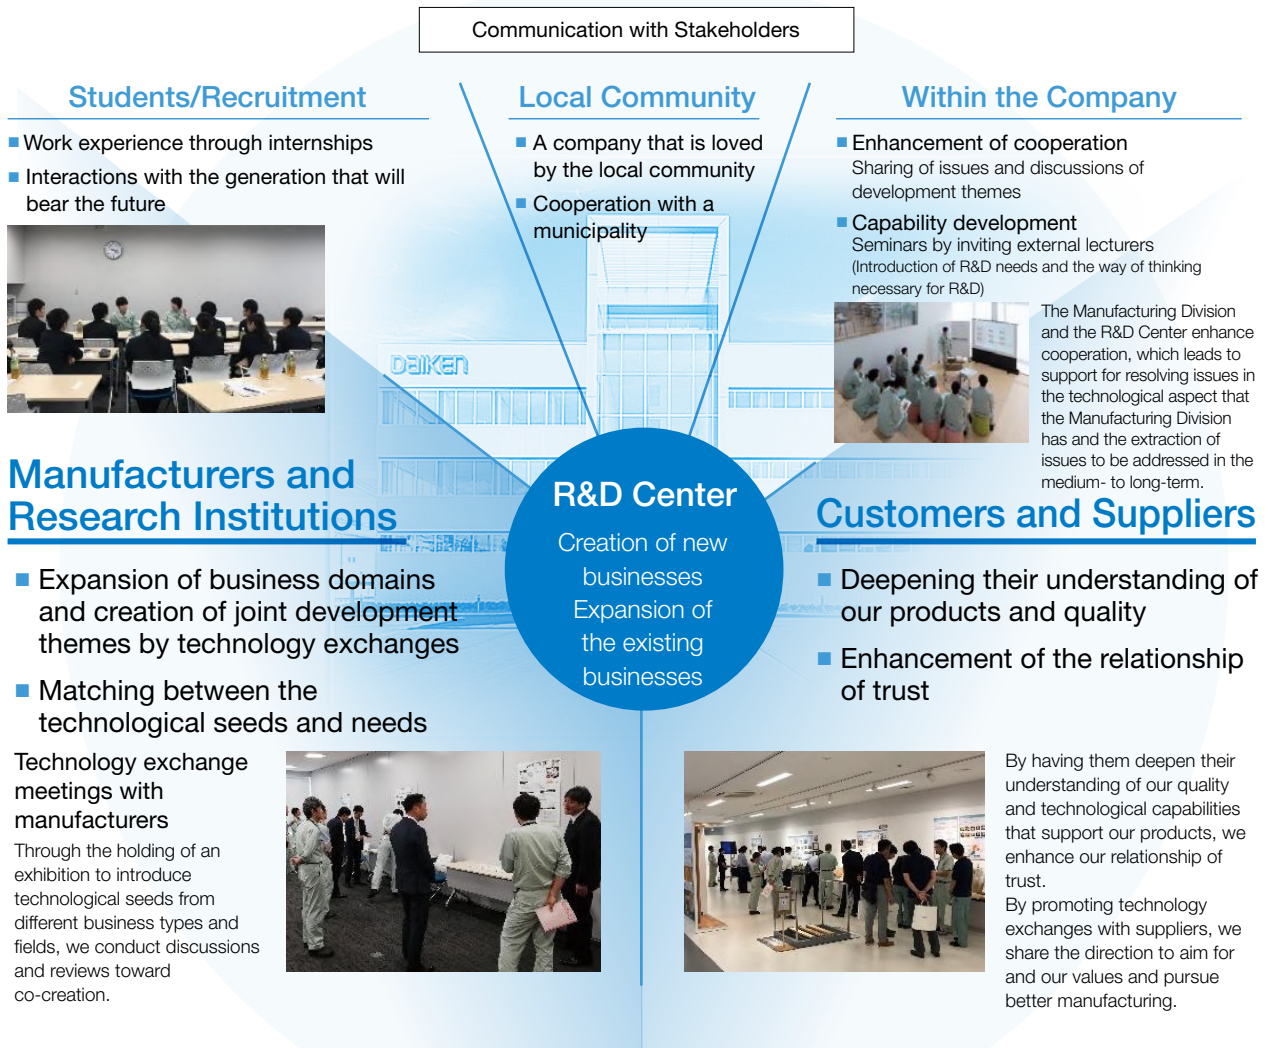 Communication with Stakeholders
Students/Recruitment
■ Work experience through internships
■ Interactions with the generation that will
bear the future
Local Community
■ A company that is loved
by the local community
■ Cooperation with a
municipality
Within the Company
■ Enhancement of cooperation
Sharing of issues and discussions of
development themes
■ Capability development
Seminars by inviting external lecturers
(Introduction of R&D needs and the way of thinking
necessary for R&D)
The Manufacturing Division
and the R&D Center enhance
cooperation, which leads to
support for resolving issues in
the technological aspect that
the Manufacturing Division
has and the extraction of
issues to be addressed in the
medium- to long-term.
DAIKEN
Manufacturers and
Research Institutions
■ Expansion of business domains
and creation of joint development
themes by technology exchanges
■ Matching between the
technological seeds and needs
Technology exchange
meetings with
manufacturers
Through the holding of an
exhibition to introduce
technological seeds from
different business types and
fields, we conduct discussions
and reviews toward
co-creation.
R&D Center
Creation of new
businesses
Expansion of
the existing
businesses
Customers and Suppliers
■ Deepening their understanding of
our products and quality
■ Enhancement of the relationship
of trust
By having them deepen their
understanding of our quality
and technological capabilities
that support our products, we
enhance our relationship of
trust.
By promoting technology
exchanges with suppliers, we
share the direction to aim for
and our values and pursue
better manufacturing.